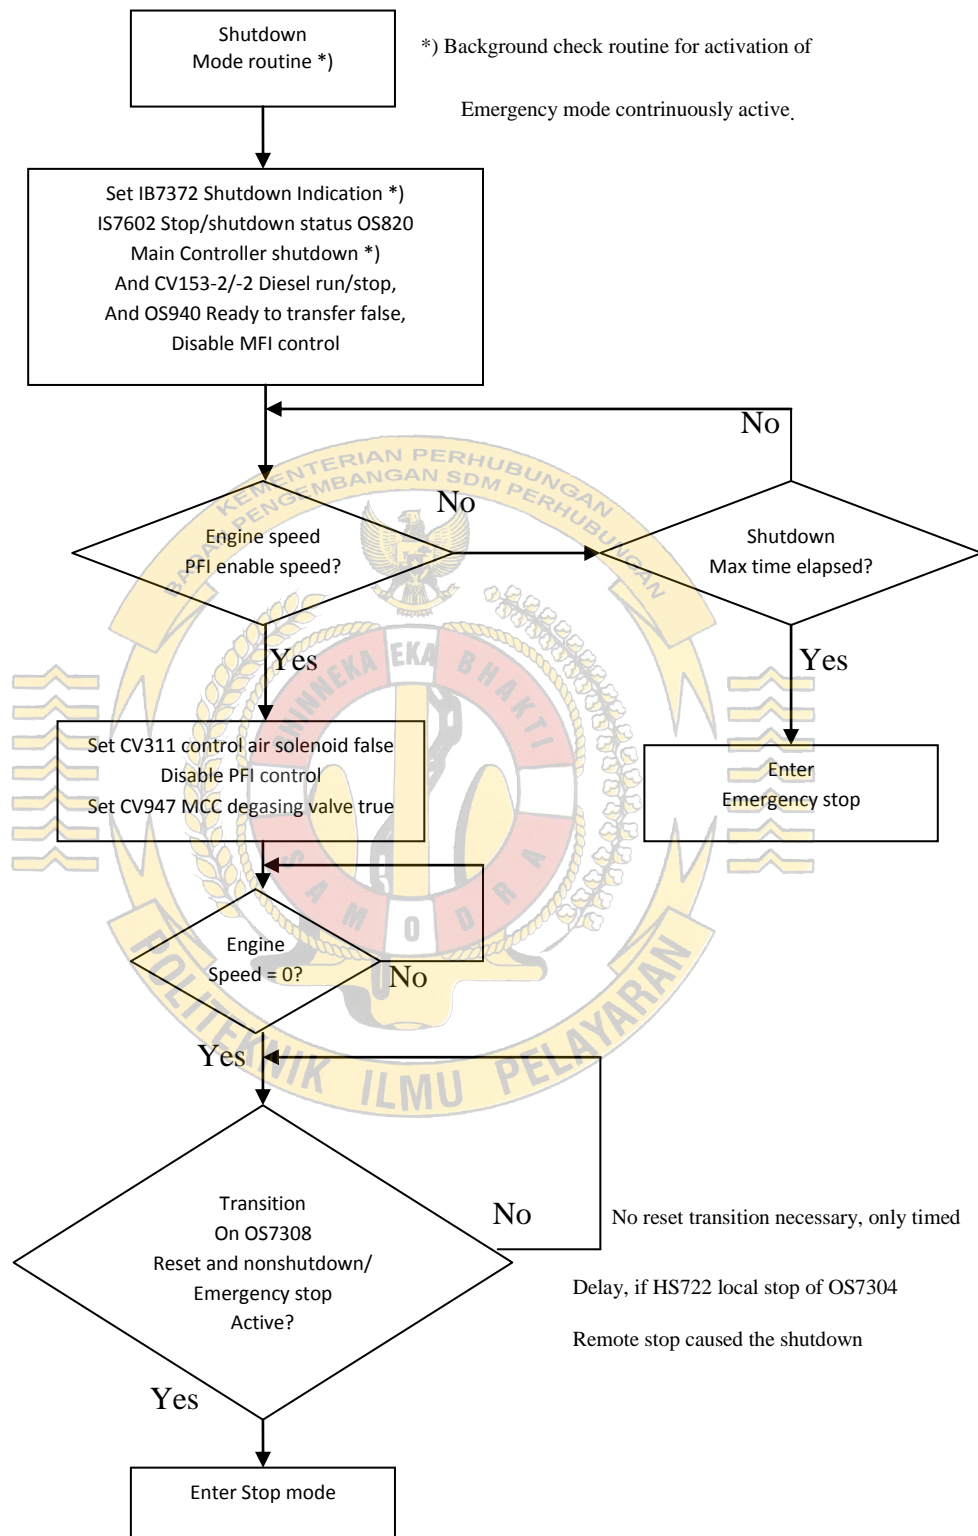 Shutdown
Mode routine *)
*) Background check routine for activation of
Emergency mode contrinuously active.
Set IB7372 Shutdown Indication *)
IS7602 Stop/shutdown status OS820
Main Controller shutdown *)
And CV153-2/-2 Diesel run/stop,
And OS940 Ready to transfer false,
Disable MFI control
No
KEMENTERIAN PERHUBUNGAN
BADAN PENGEMBANGAN SDM PERHUBUNGAN
No
Engine speed
PFI enable speed?
Shutdown
Max time elapsed?
Yes
Yes
BHINNEKA EKA BHAKTI
Set CV311 control air solenoid false
Disable PFI control
Set CV947 MCC degasing valve true
Enter
Emergency stop
SAMODRA
Engine
Speed = 0?
No
Yes
POLITEKNIK ILMU PELAYARAN
Transition
On OS7308
Reset and nonshutdown/
Emergency stop
Active?
No
No reset transition necessary, only timed
Delay, if HS722 local stop of OS7304
Remote stop caused the shutdown
Yes
Enter Stop mode